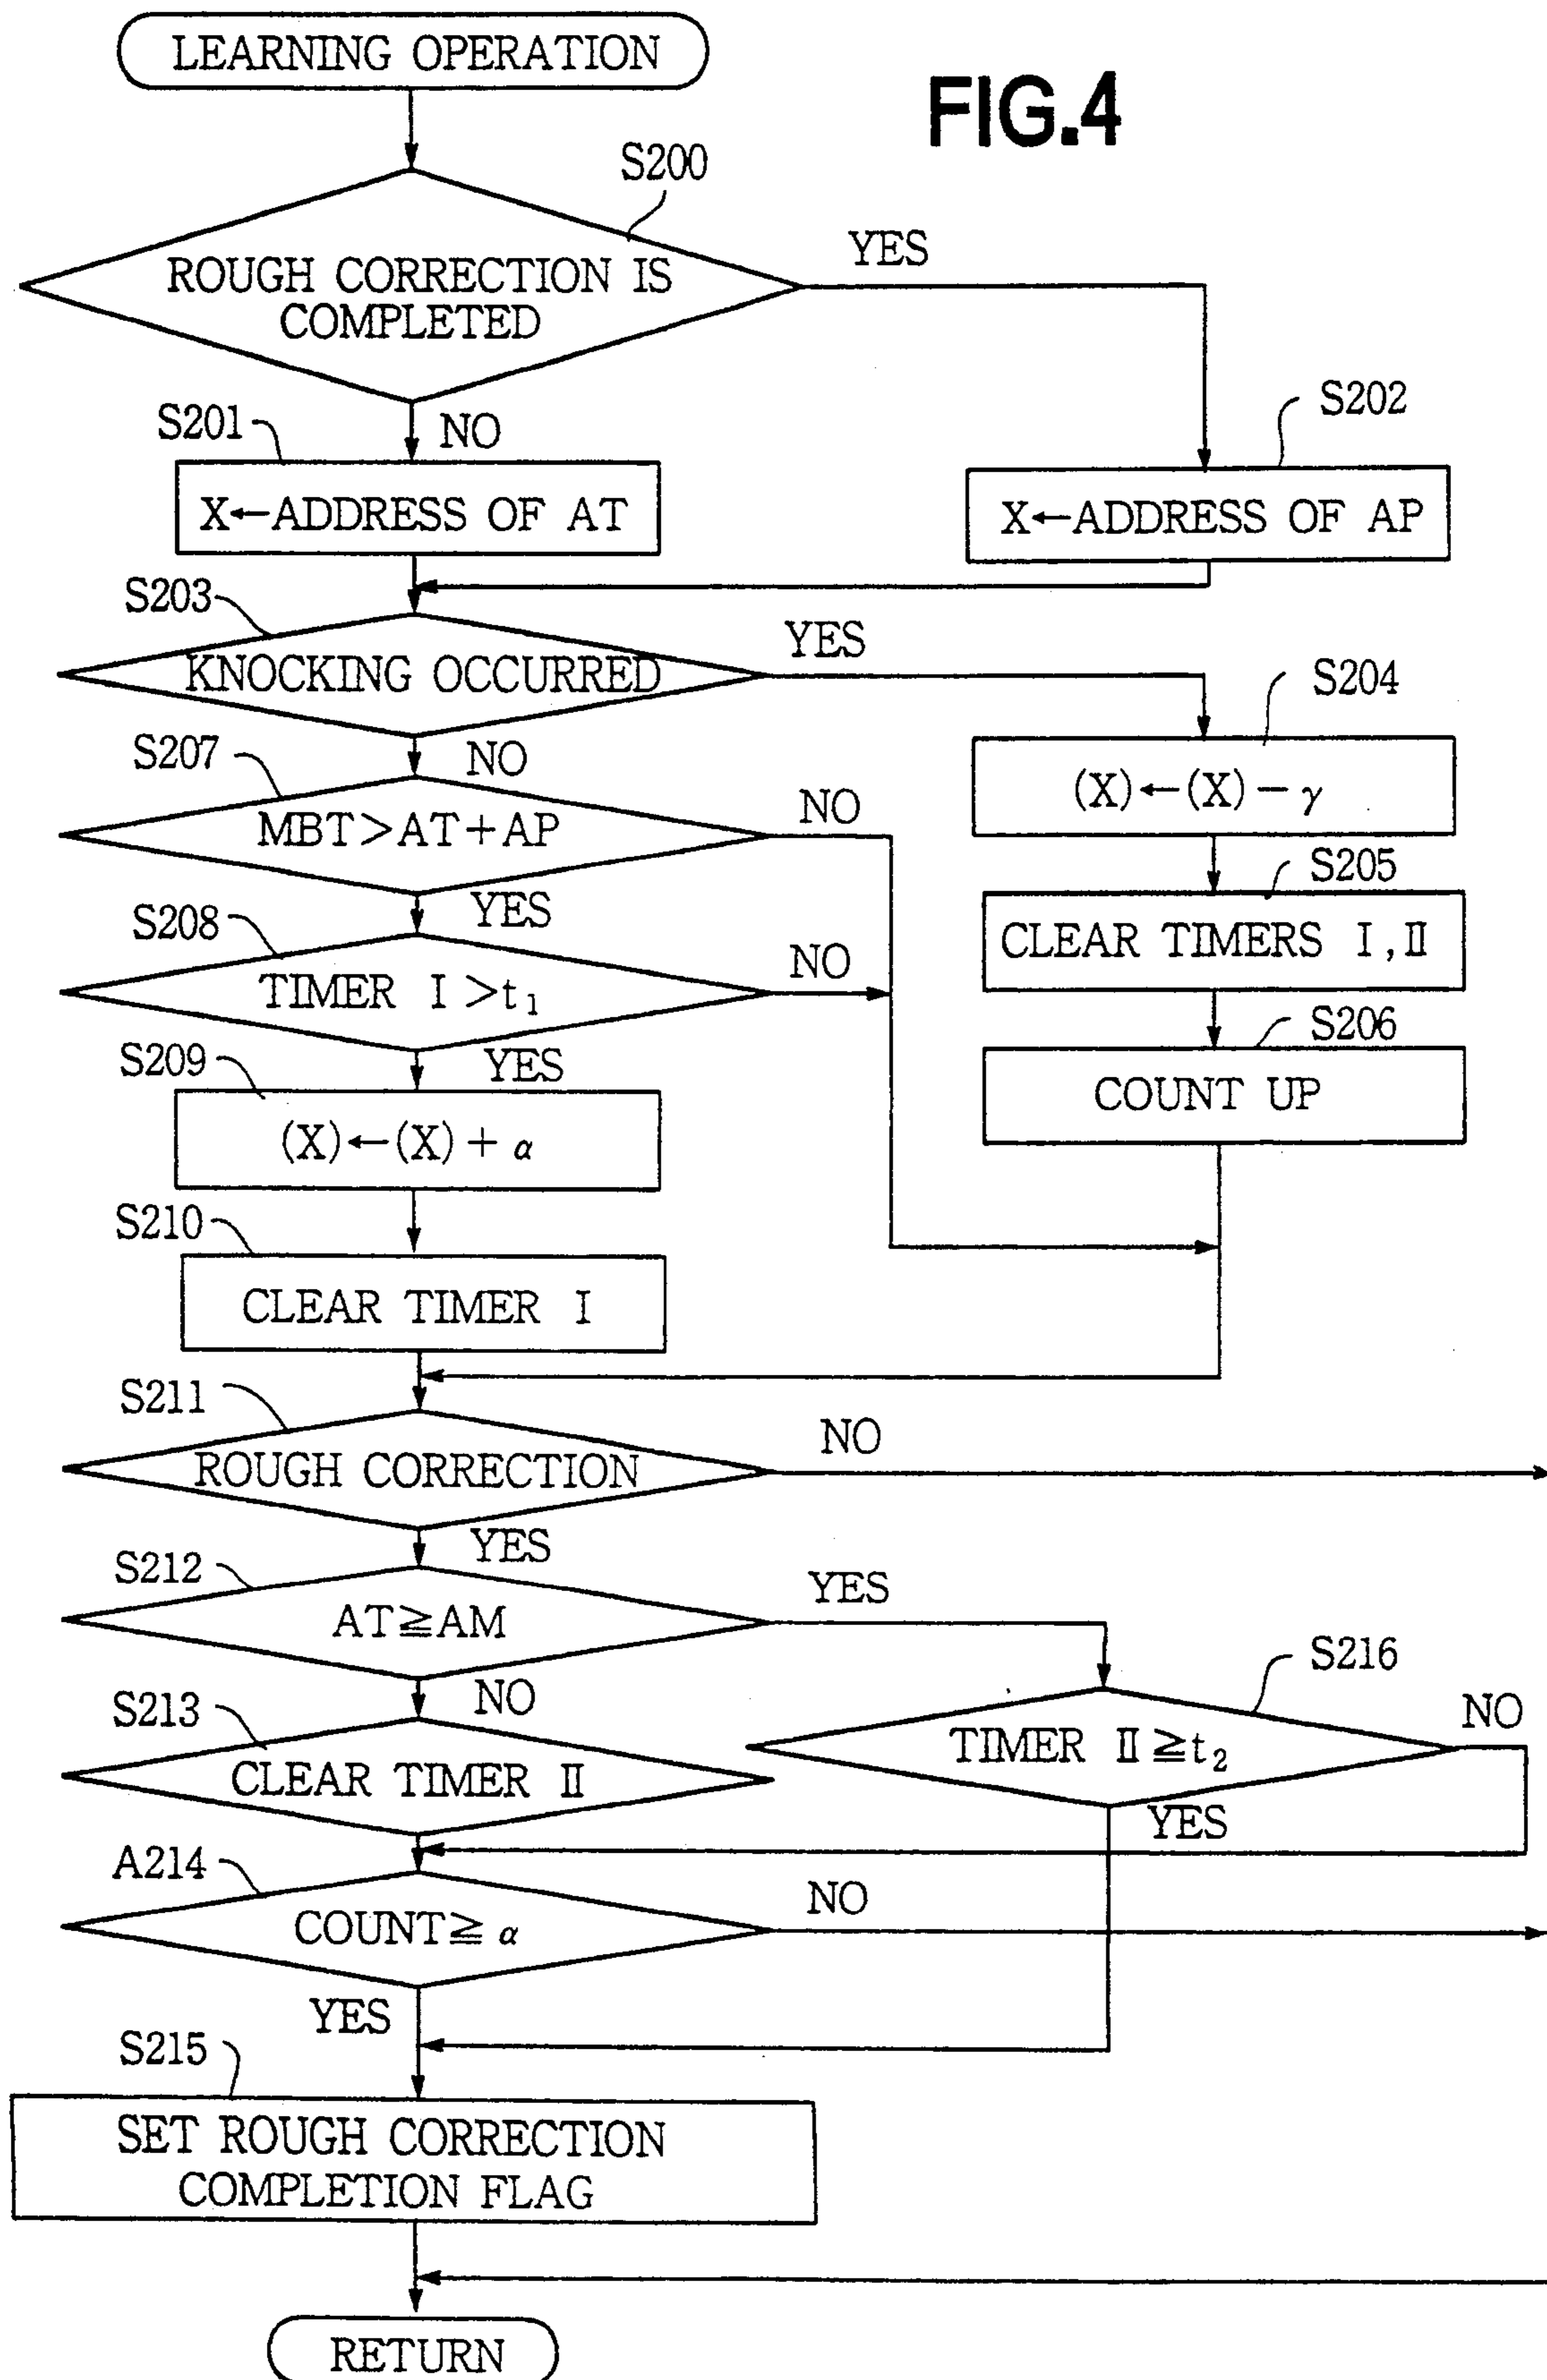 LEARNING OPERATION
FIG.4
S200
ROUGH CORRECTION IS
COMPLETED
YES
NO
S201
X←ADDRESS OF AT
S202
X←ADDRESS OF AP
S203
KNOCKING OCCURRED
YES
NO
S204
(X)←(X)−γ
S205
CLEAR TIMERS I,II
S206
COUNT UP
S207
MBT>AT+AP
NO
YES
S208
TIMER I >t₁
NO
YES
S209
(X)←(X)+α
S210
CLEAR TIMER I
S211
ROUGH CORRECTION
NO
YES
S212
AT≧AM
YES
NO
S213
CLEAR TIMER II
S216
TIMER II ≧t₂
NO
YES
A214
COUNT≧α
NO
YES
S215
SET ROUGH CORRECTION
COMPLETION FLAG
RETURN